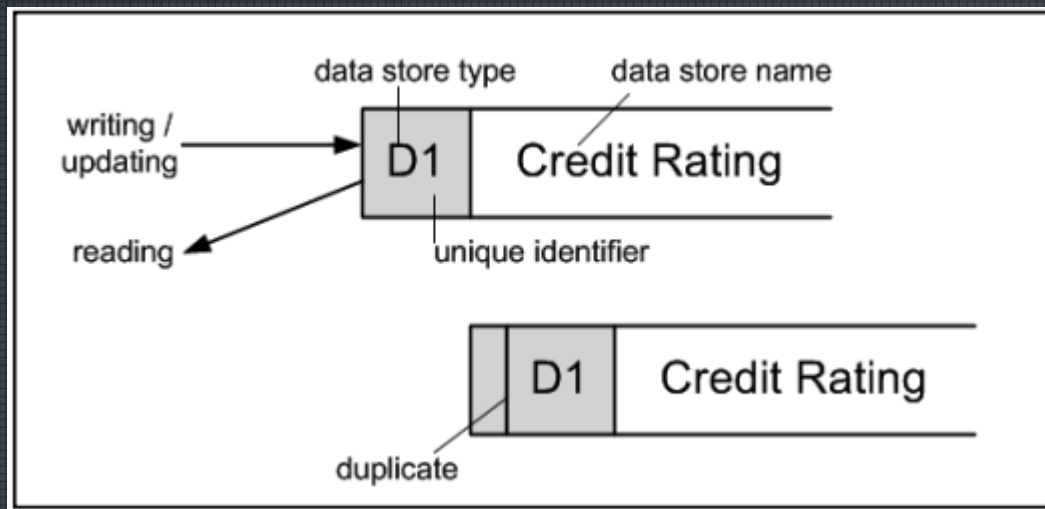 data store type
data store name
writing /
updating
D1
Credit Rating
reading
unique identifier
D1
Credit Rating
duplicate